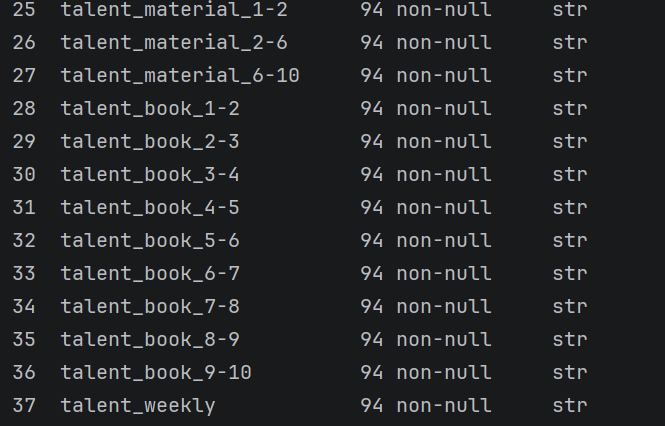 25 talent_material_1-2 94 non-null str
26 talent_material_2-6 94 non-null str
27 talent_material_6-10 94 non-null str
28 talent_book_1-2 94 non-null str
29 talent_book_2-3 94 non-null str
30 talent_book_3-4 94 non-null str
31 talent_book_4-5 94 non-null str
32 talent_book_5-6 94 non-null str
33 talent_book_6-7 94 non-null str
34 talent_book_7-8 94 non-null str
35 talent_book_8-9 94 non-null str
36 talent_book_9-10 94 non-null str
37 talent_weekly 94 non-null str